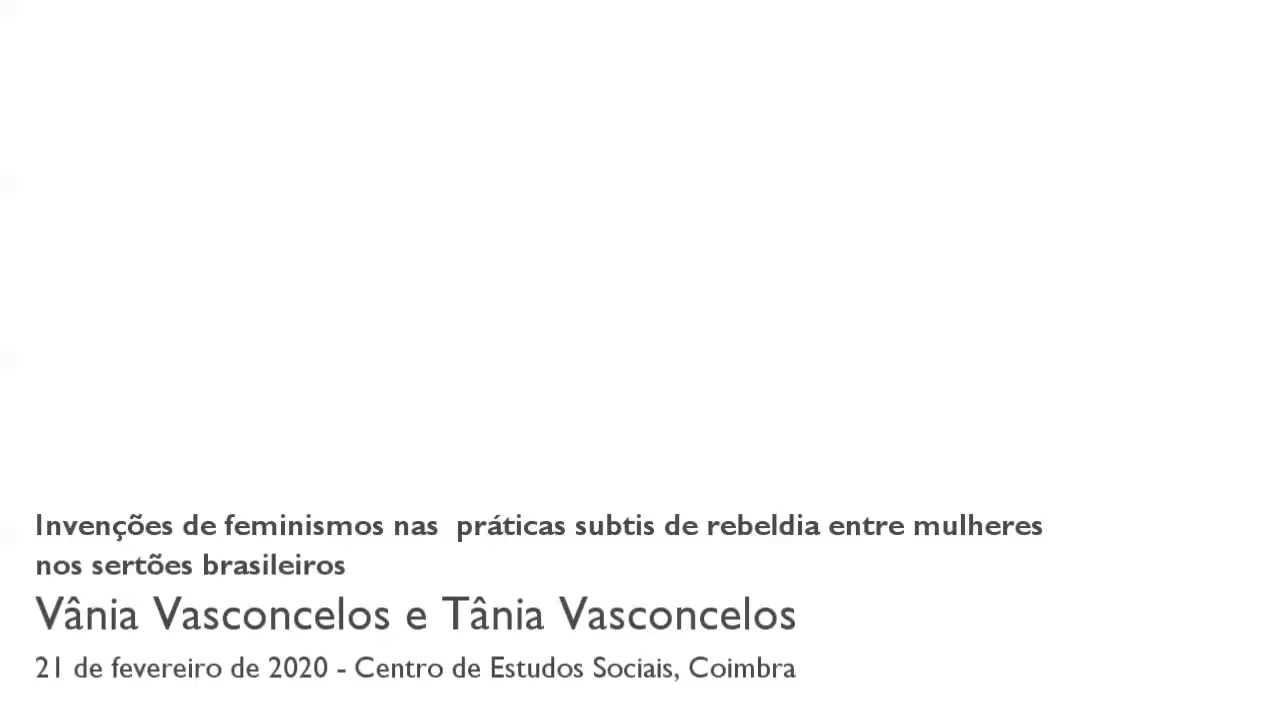 Invenções de feminismos nas  práticas subtis de rebeldia entre mulheres
nos sertões brasileiros
Vânia Vasconcelos e Tânia Vasconcelos
21 de fevereiro de 2020 - Centro de Estudos Sociais, Coimbra